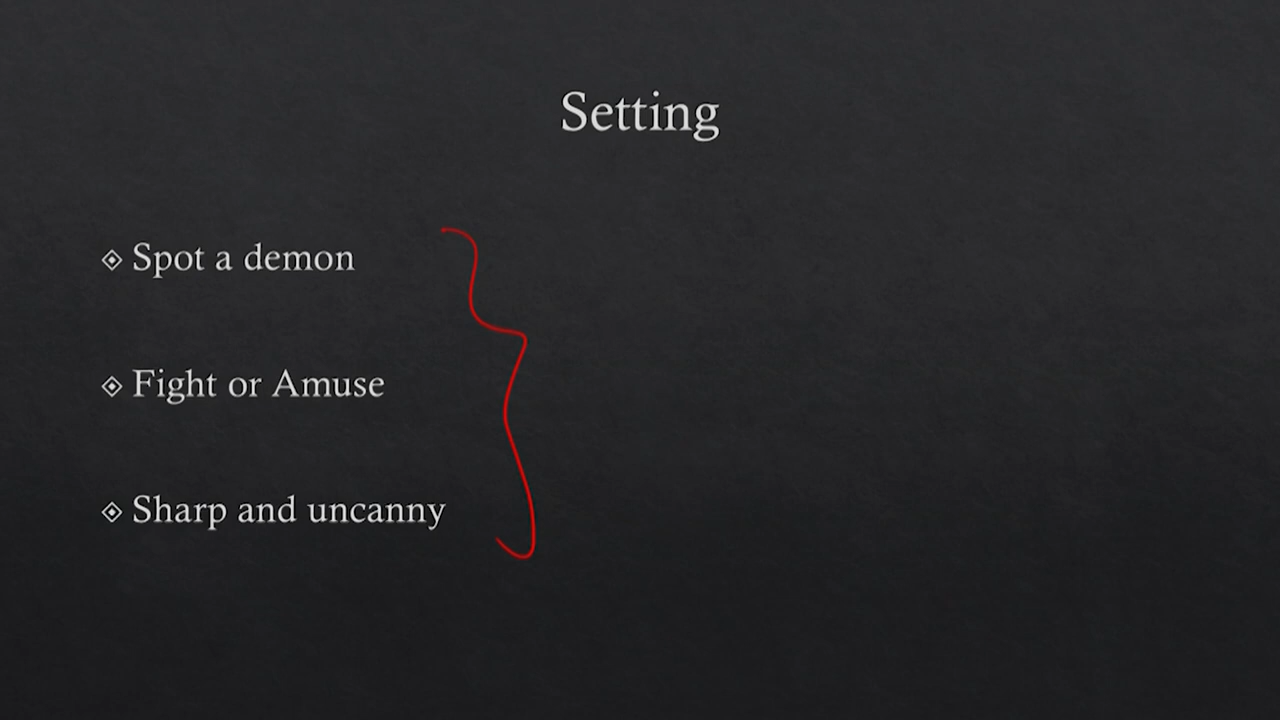 Setting
Spot a demon
Fight or Amuse
Sharp and uncanny